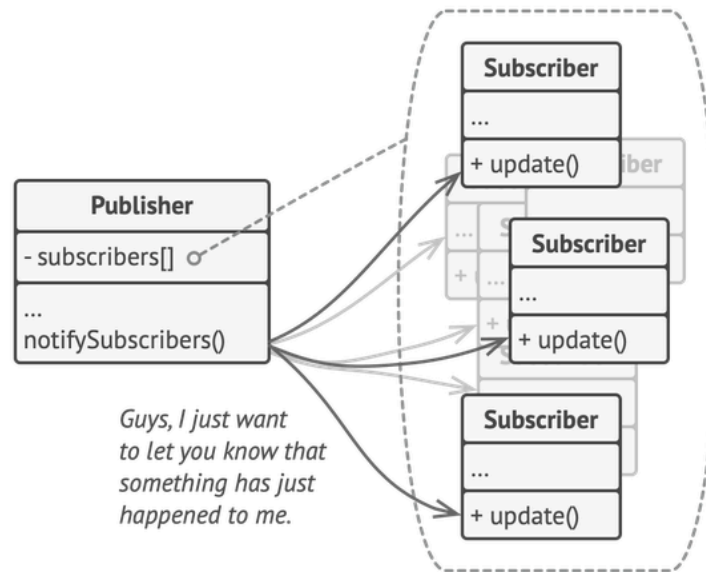 Publisher
- subscribers[]
...
notifySubscribers()
Guys, I just want
to let you know that
something has just
happened to me.
Subscriber
...
+ update()
Subscriber
...
+ update()
Subscriber
...
+ update()